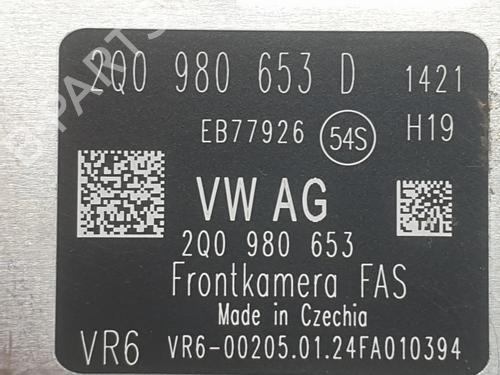 2Q0 980 653 D 1421
EB77926 54S H19
VW AG
2Q0 980 653
Frontkamera FAS
Made in Czechia
VR6 VR6-00205.01.24FA010394